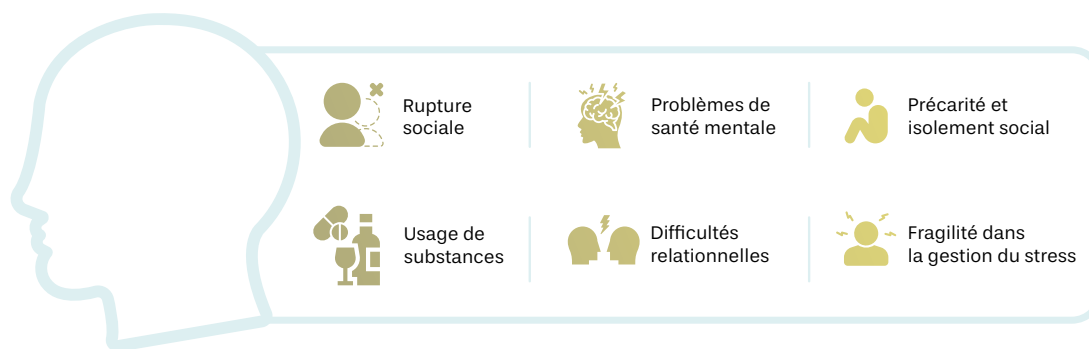 Rupture
sociale
Problèmes de
santé mentale
Précarité et
isolement social
Usage de
substances
Difficultés
relationnelles
Fragilité dans
la gestion du stress